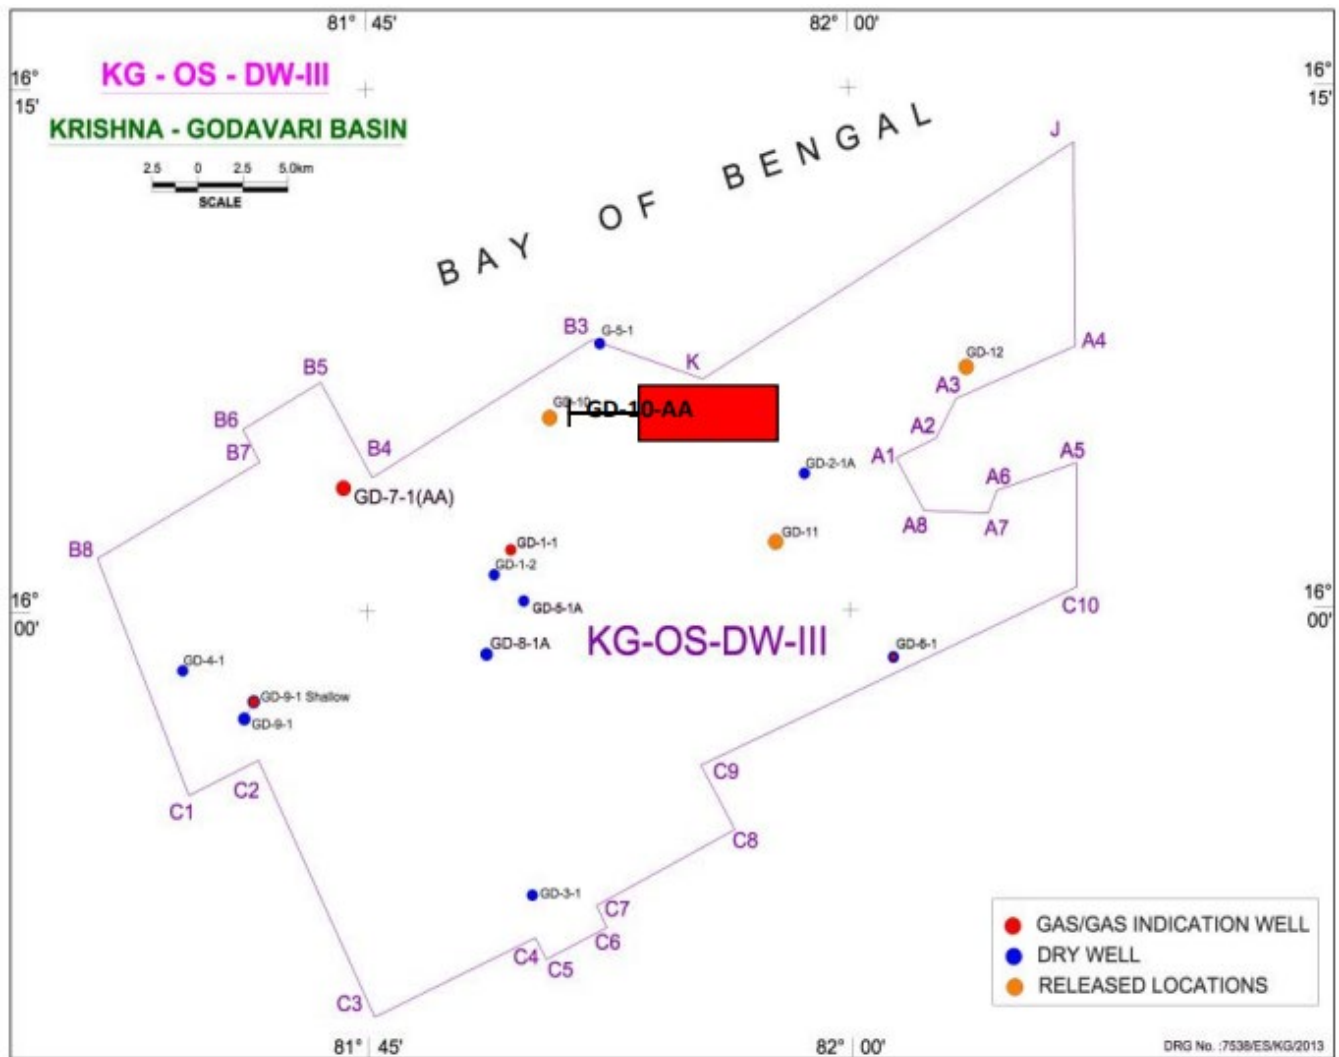 81° 45'
82° 00'
16°
15'
16°
15'
KG - OS - DW-III
KRISHNA - GODAVARI BASIN
2.5 0 2.5 5.0km
SCALE
BAY OF BENGAL
J
B3
G-5-1
K
A4
GD-12
A3
B5
GD-10
GD-10-AA
B6
A2
B7
B4
A1
A5
GD-2-1A
A6
GD-7-1(AA)
A8
A7
GD-11
B8
GD-1-1
GD-1-2
16°
00'
16°
00'
GD-5-1A
C10
KG-OS-DW-III
GD-8-1A
GD-6-1
GD-4-1
GD-9-1 Shallow
GD-9-1
C9
C2
C1
C8
GD-3-1
C7
C6
C4
C5
C3
GAS/GAS INDICATION WELL
DRY WELL
RELEASED LOCATIONS
81° 45'
82° 00'
DRG No. :7538/ES/KG/2013